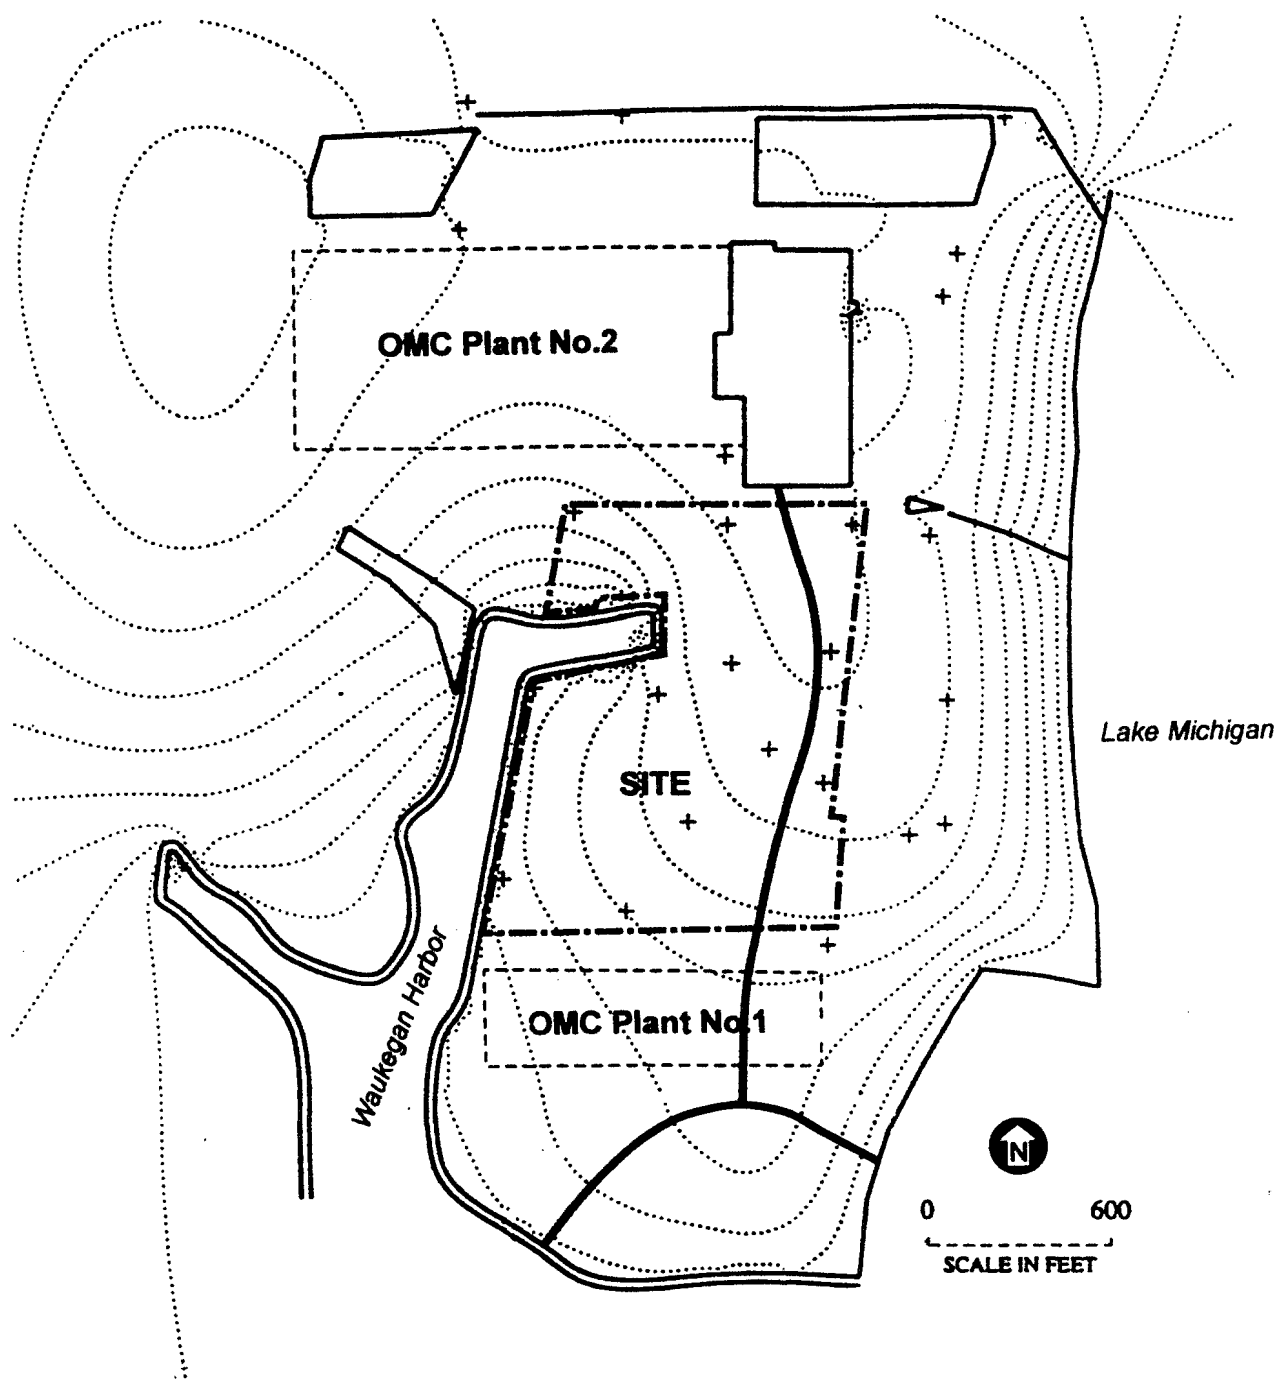 OMC Plant No.2
Lake Michigan
SITE
Waukegan Harbor
OMC Plant No.1
N
0 600
SCALE IN FEET